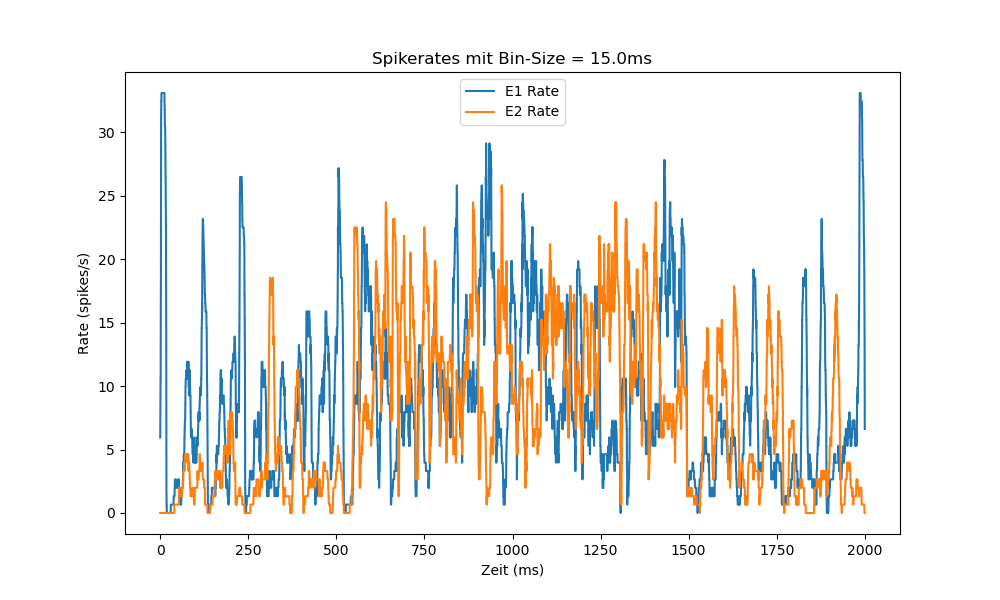 Spikerates mit Bin-Size = 15.0ms
E1 Rate
E2 Rate
Rate (spikes/s)
30
25
20
15
10
5
0
0 250 500 750 1000 1250 1500 1750 2000
Zeit (ms)